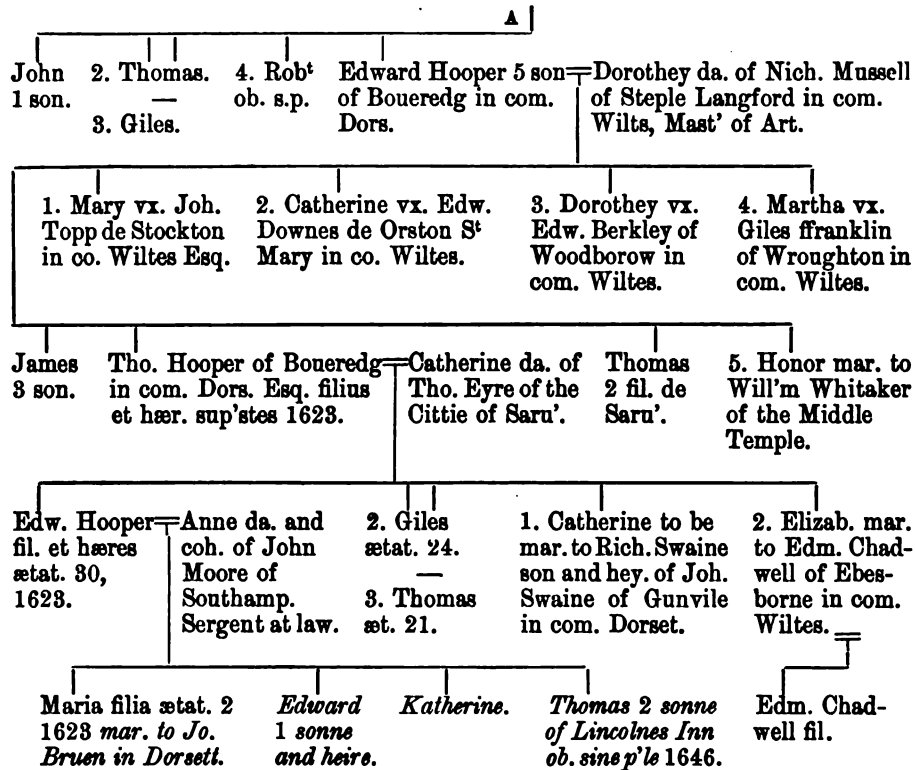 A
John
1 son.
2. Thomas.
—
3. Giles.
4. Robᵗ
ob. s.p.
Edward Hooper 5 son
of Boueredg in com.
Dors.
Dorothey da. of Nich. Mussell
of Steple Langford in com.
Wilts, Mast' of Art.
1. Mary vx. Joh.
Topp de Stockton
in co. Wiltes Esq.
2. Catherine vx. Edw.
Downes de Orston Sᵗ
Mary in co. Wiltes.
3. Dorothey vx.
Edw. Berkley of
Woodborow in
com. Wiltes.
4. Martha vx.
Giles ffranklin
of Wroughton in
com. Wiltes.
James
3 son.
Tho. Hooper of Boueredg
in com. Dors. Esq. filius
et hær. sup'stes 1623.
Catherine da. of
Tho. Eyre of the
Cittie of Saru'.
Thomas
2 fil. de
Saru'.
5. Honor mar. to
Will'm Whitaker
of the Middle
Temple.
Edw. Hooper
fil. et hæres
ætat. 30,
1623.
Anne da. and
coh. of John
Moore of
Southamp.
Sergent at law.
2. Giles
ætat. 24.
—
3. Thomas
æt. 21.
1. Catherine to be
mar. to Rich. Swaine
son and hey. of Joh.
Swaine of Gunvile
in com. Dorset.
2. Elizab. mar.
to Edm. Chad-
well of Ebes-
borne in com.
Wiltes.
Maria filia ætat. 2
1623 mar. to Jo.
Bruen in Dorsett.
Edward
1 sonne
and heire.
Katherine.
Thomas 2 sonne
of Lincolnes Inn
ob. sine p'le 1646.
Edm. Chad-
well fil.